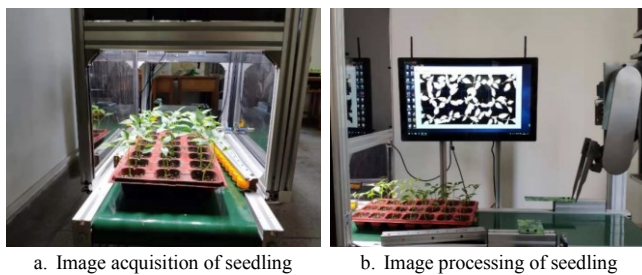 a. Image acquisition of seedling
b. Image processing of seedling